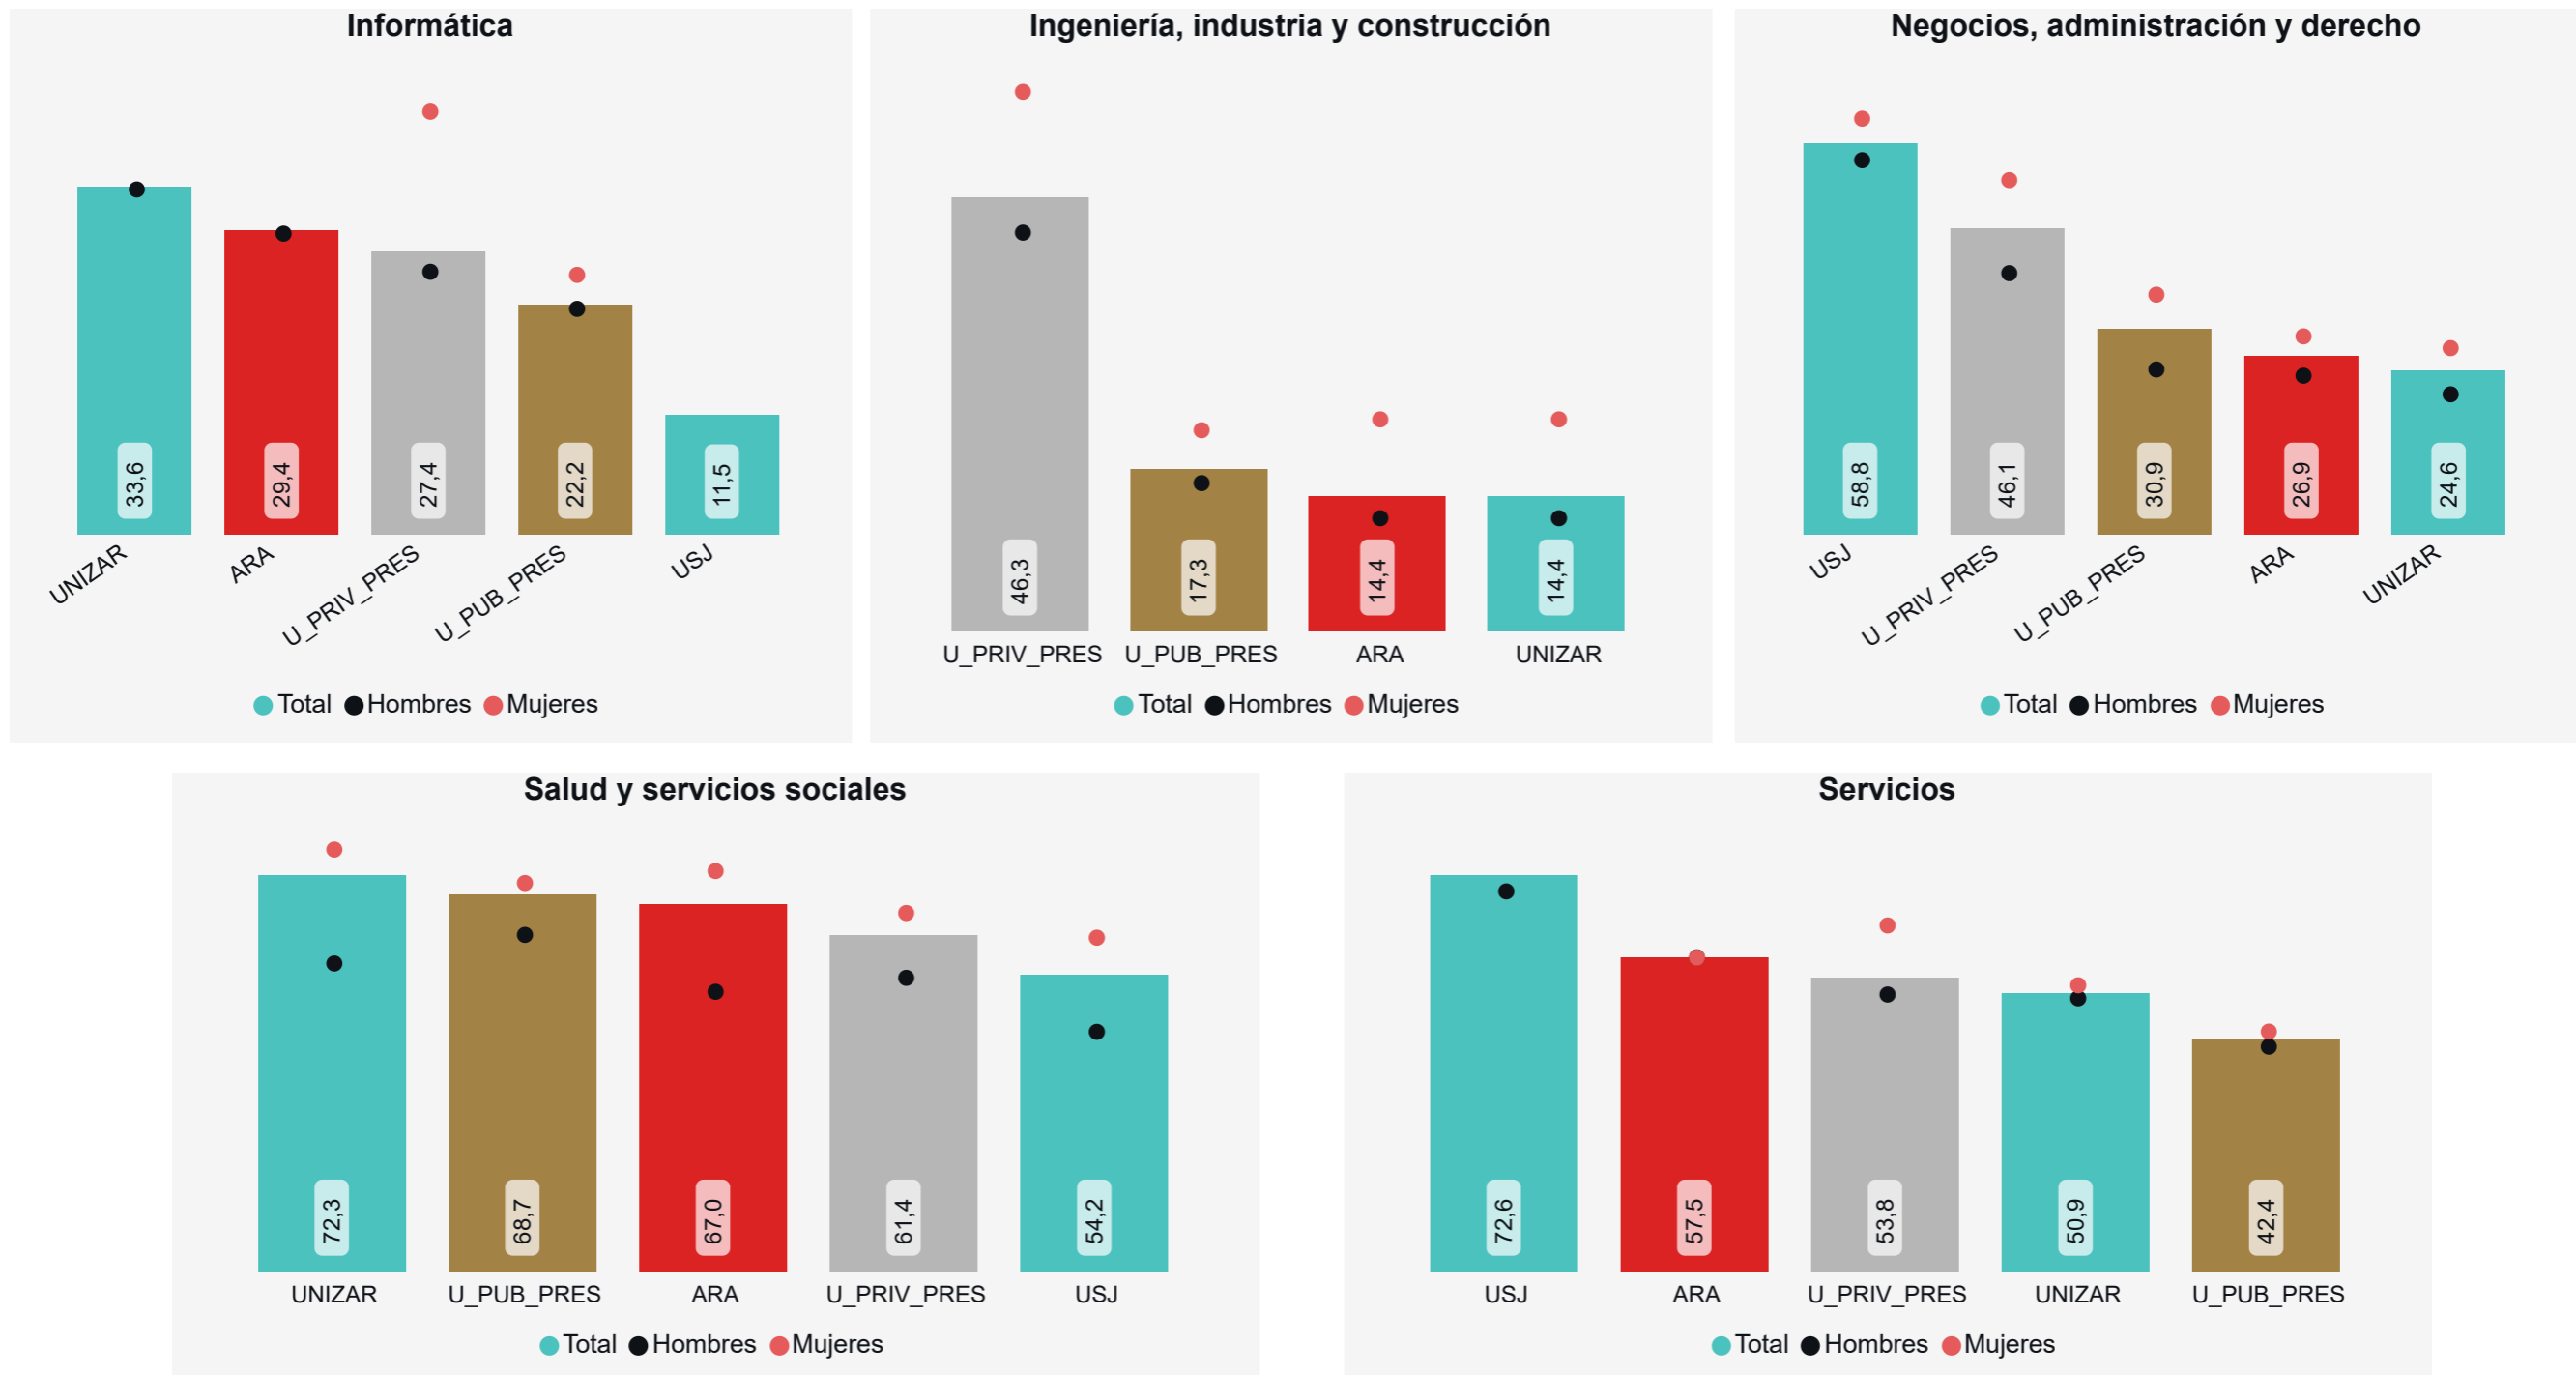 Informática
33,6
29,4
27,4
22,2
11,5
UNIZAR
ARA
U_PRIV_PRES
U_PUB_PRES
USJ
Total Hombres Mujeres
Ingeniería, industria y construcción
46,3
17,3
14,4
14,4
U_PRIV_PRES
U_PUB_PRES
ARA
UNIZAR
Total Hombres Mujeres
Negocios, administración y derecho
58,8
46,1
30,9
26,9
24,6
USJ
U_PRIV_PRES
U_PUB_PRES
ARA
UNIZAR
Total Hombres Mujeres
Salud y servicios sociales
72,3
68,7
67,0
61,4
54,2
UNIZAR
U_PUB_PRES
ARA
U_PRIV_PRES
USJ
Total Hombres Mujeres
Servicios
72,6
57,5
53,8
50,9
42,4
USJ
ARA
U_PRIV_PRES
UNIZAR
U_PUB_PRES
Total Hombres Mujeres